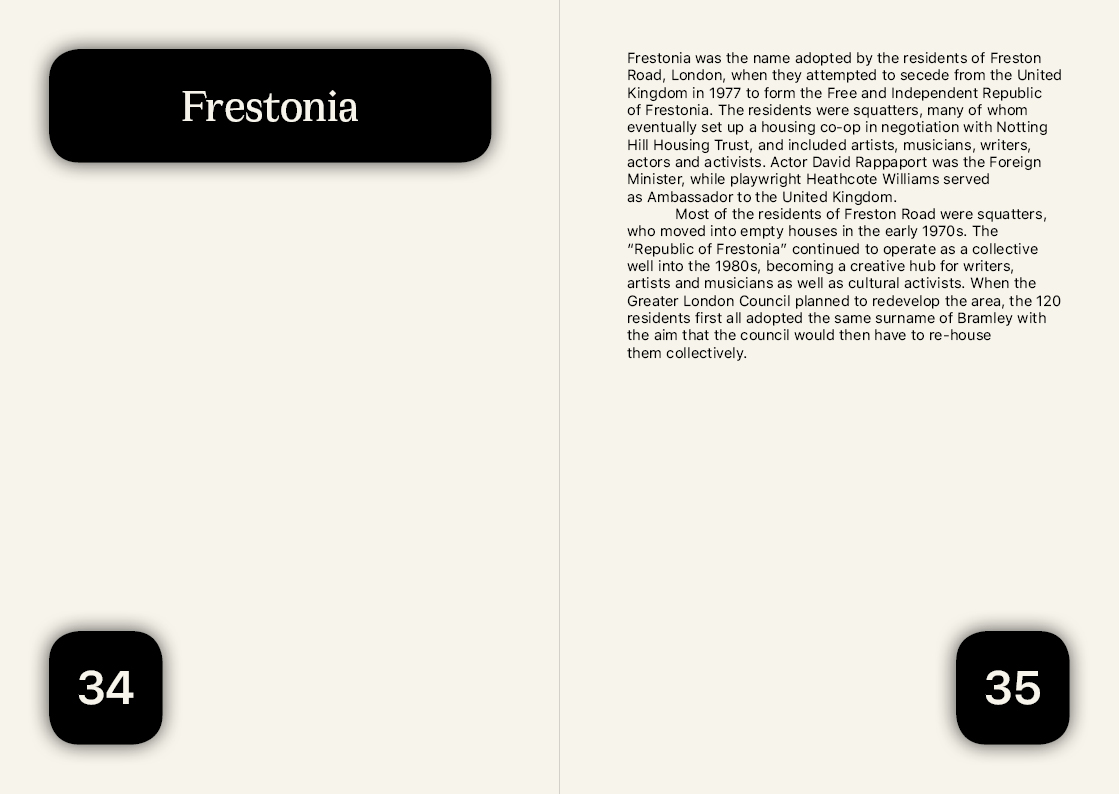 Frestonia
34
Frestonia was the name adopted by the residents of Freston
Road, London, when they attempted to secede from the United
Kingdom in 1977 to form the Free and Independent Republic
of Frestonia. The residents were squatters, many of whom
eventually set up a housing co-op in negotiation with Notting
Hill Housing Trust, and included artists, musicians, writers,
actors and activists. Actor David Rappaport was the Foreign
Minister, while playwright Heathcote Williams served
as Ambassador to the United Kingdom.
Most of the residents of Freston Road were squatters,
who moved into empty houses in the early 1970s. The
“Republic of Frestonia” continued to operate as a collective
well into the 1980s, becoming a creative hub for writers,
artists and musicians as well as cultural activists. When the
Greater London Council planned to redevelop the area, the 120
residents first all adopted the same surname of Bramley with
the aim that the council would then have to re-house
them collectively.
35